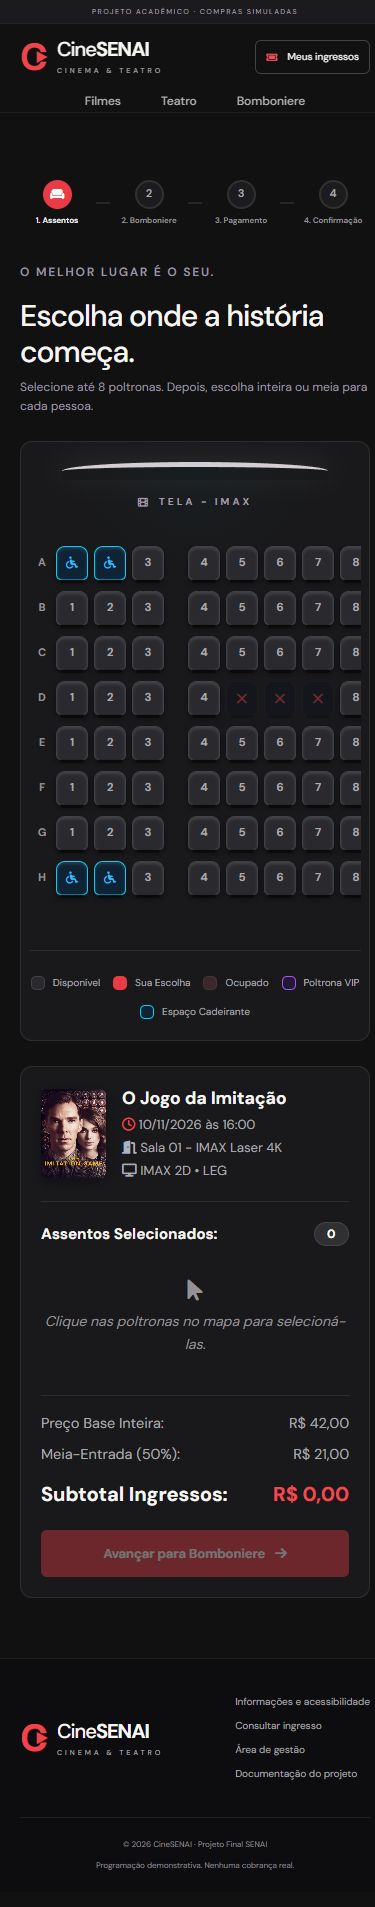 PROJETO ACADÊMICO · COMPRAS SIMULADAS
CineSENAI
CINEMA & TEATRO
Meus ingressos
Filmes Teatro Bomboniere
2 3 4
1. Assentos 2. Bomboniere 3. Pagamento 4. Confirmação
O MELHOR LUGAR É O SEU.
Escolha onde a história
começa.
Selecione até 8 poltronas. Depois, escolha inteira ou meia para
cada pessoa.
TELA - IMAX
A 3 4 5 6 7 8
B 1 2 3 4 5 6 7 8
C 1 2 3 4 5 6 7 8
D 1 2 3 4 8
E 1 2 3 4 5 6 7 8
F 1 2 3 4 5 6 7 8
G 1 2 3 4 5 6 7 8
H 3 4 5 6 7 8
Disponível Sua Escolha Ocupado Poltrona VIP
Espaço Cadeirante
O Jogo da Imitação
10/11/2026 às 16:00
Sala 01 - IMAX Laser 4K
IMAX 2D • LEG
Assentos Selecionados: 0
Clique nas poltronas no mapa para selecioná-
las.
Preço Base Inteira: R$ 42,00
Meia-Entrada (50%): R$ 21,00
Subtotal Ingressos: R$ 0,00
Avançar para Bomboniere →
Informações e acessibilidade
CineSENAI
CINEMA & TEATRO
Consultar ingresso
Área de gestão
Documentação do projeto
© 2026 CineSENAI · Projeto Final SENAI
Programação demonstrativa. Nenhuma cobrança real.